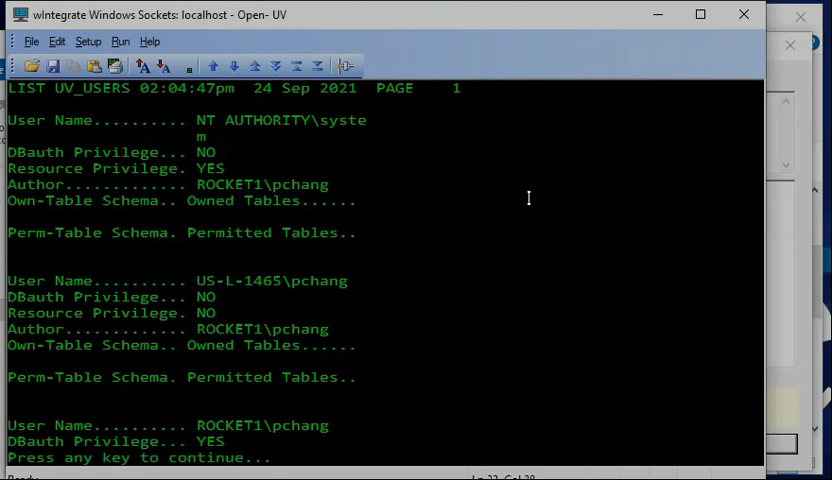 wIntegrate Windows Sockets: localhost - Open- UV
File Edit Setup Run Help
LIST UV_USERS 02:04:47pm  24 Sep 2021  PAGE    1
User Name.......... NT AUTHORITY\syste
m
DBauth Privilege... NO
Resource Privilege. YES
Author............. ROCKET1\pchang
Own-Table Schema.. Owned Tables......
Perm-Table Schema. Permitted Tables..
User Name.......... US-L-1465\pchang
DBauth Privilege... NO
Resource Privilege. NO
Author............. ROCKET1\pchang
Own-Table Schema.. Owned Tables......
Perm-Table Schema. Permitted Tables..
User Name.......... ROCKET1\pchang
DBauth Privilege... YES
Press any key to continue...